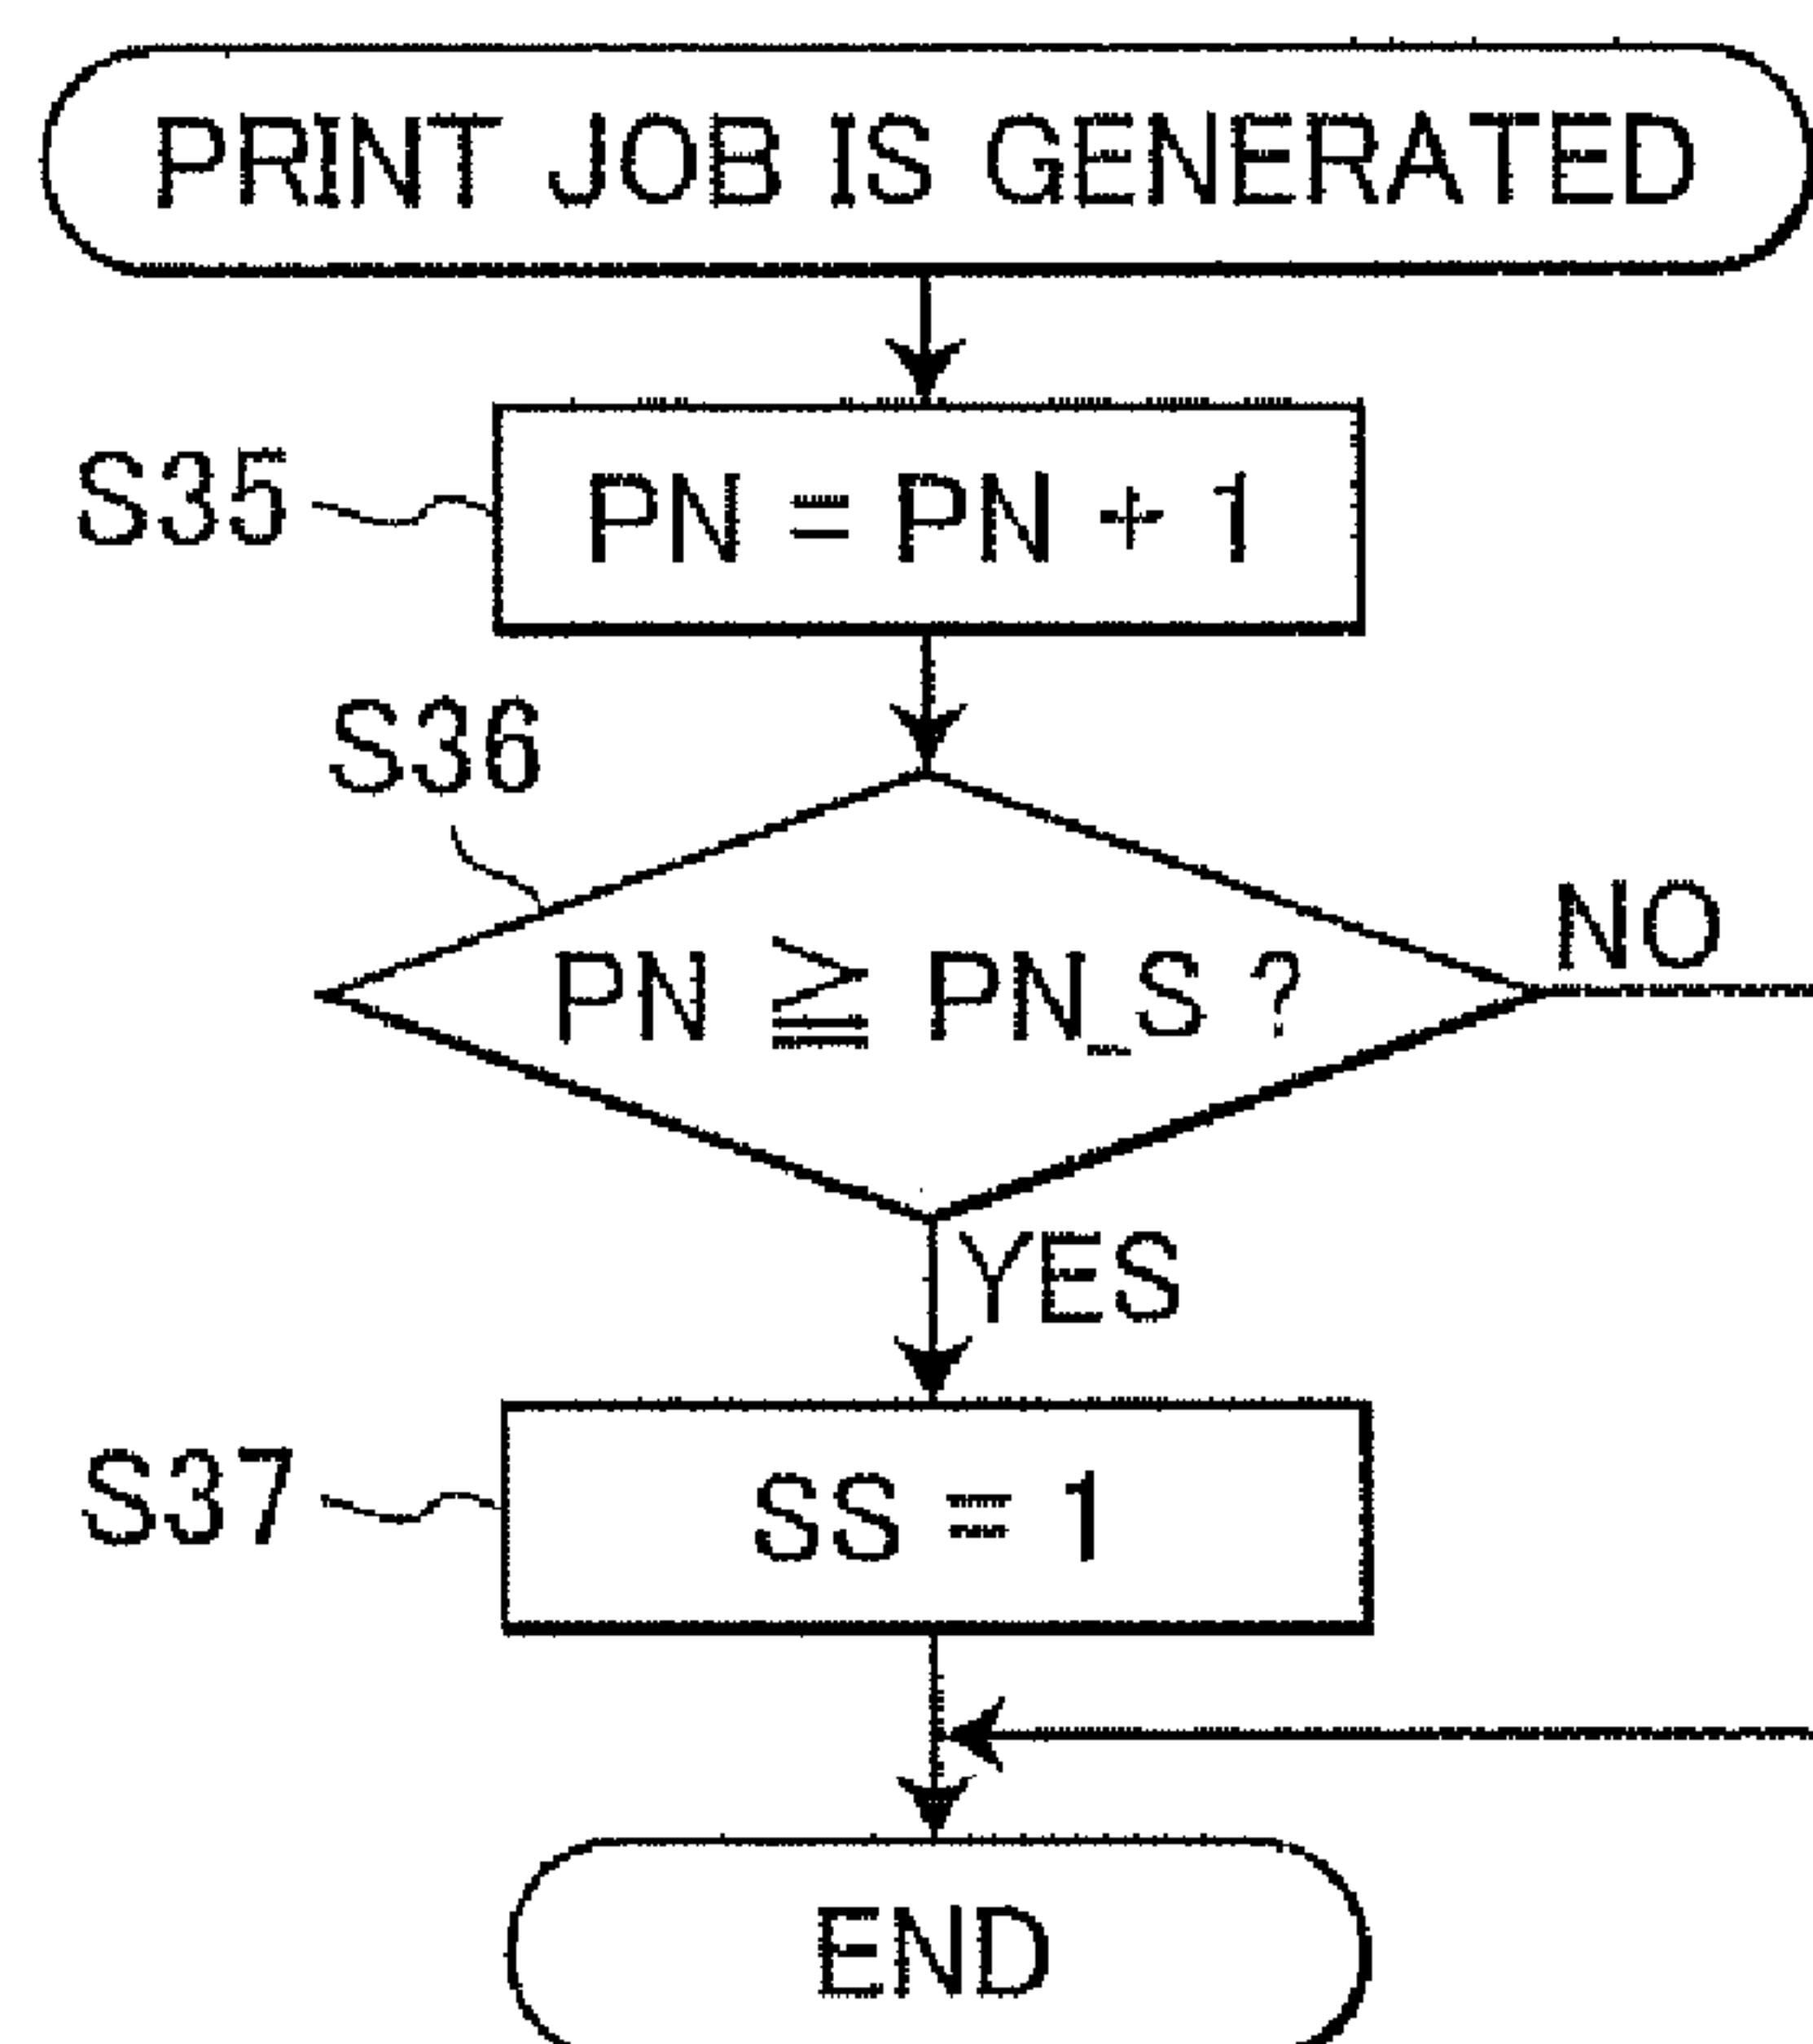 PRINT JOB IS GENERATED
S35
PN = PN + 1
S36
PN ≧ PN_S ?
NO
YES
S37
SS = 1
END